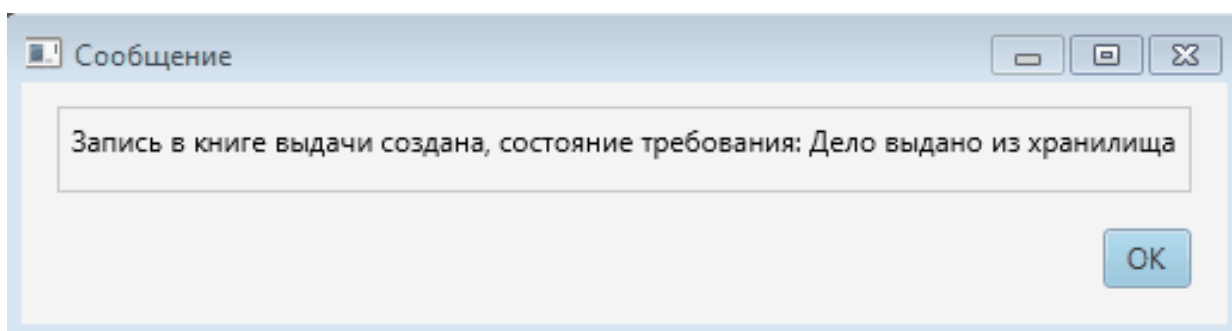 Сообщение
Запись в книге выдачи создана, состояние требования: Дело выдано из хранилища
OK